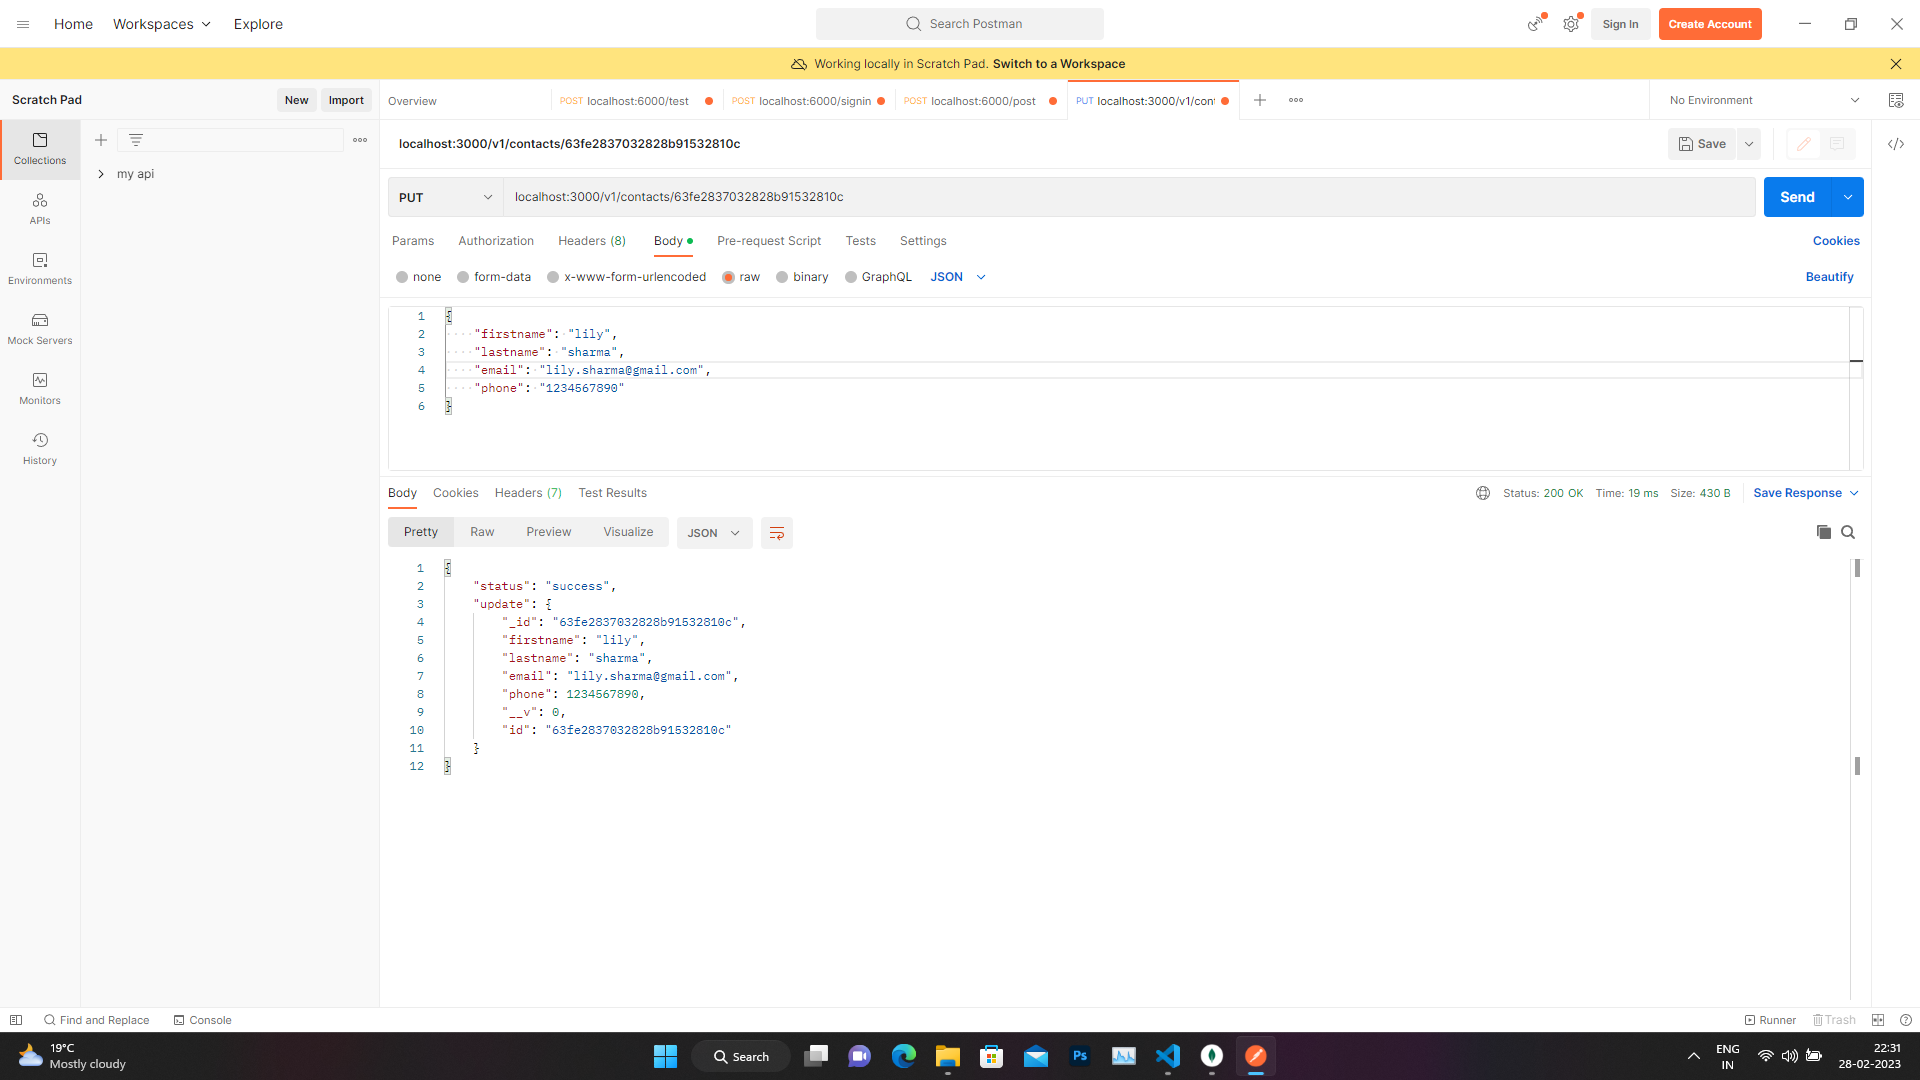 Home Workspaces Explore Search Postman Sign In Create Account
Working locally in Scratch Pad. Switch to a Workspace
Scratch Pad New Import Overview POST localhost:6000/test POST localhost:6000/signin POST localhost:6000/post PUT localhost:3000/v1/cont No Environment
Collections
APIs
Environments
Mock Servers
Monitors
History
my api
localhost:3000/v1/contacts/63fe2837032828b91532810c Save
PUT localhost:3000/v1/contacts/63fe2837032828b91532810c Send
Params Authorization Headers (8) Body Pre-request Script Tests Settings Cookies
none form-data x-www-form-urlencoded raw binary GraphQL JSON Beautify
1 {
2 "firstname": "lily",
3 "lastname": "sharma",
4 "email": "lily.sharma@gmail.com",
5 "phone": "1234567890"
6 }
Body Cookies Headers (7) Test Results Status: 200 OK Time: 19 ms Size: 430 B Save Response
Pretty Raw Preview Visualize JSON
1 {
2 "status": "success",
3 "update": {
4 "_id": "63fe2837032828b91532810c",
5 "firstname": "lily",
6 "lastname": "sharma",
7 "email": "lily.sharma@gmail.com",
8 "phone": 1234567890,
9 "__v": 0,
10 "id": "63fe2837032828b91532810c"
11 }
12 }
Find and Replace Console Runner Trash
19°C
Mostly cloudy
Search
Ps
ENG
IN
22:31
28-02-2023